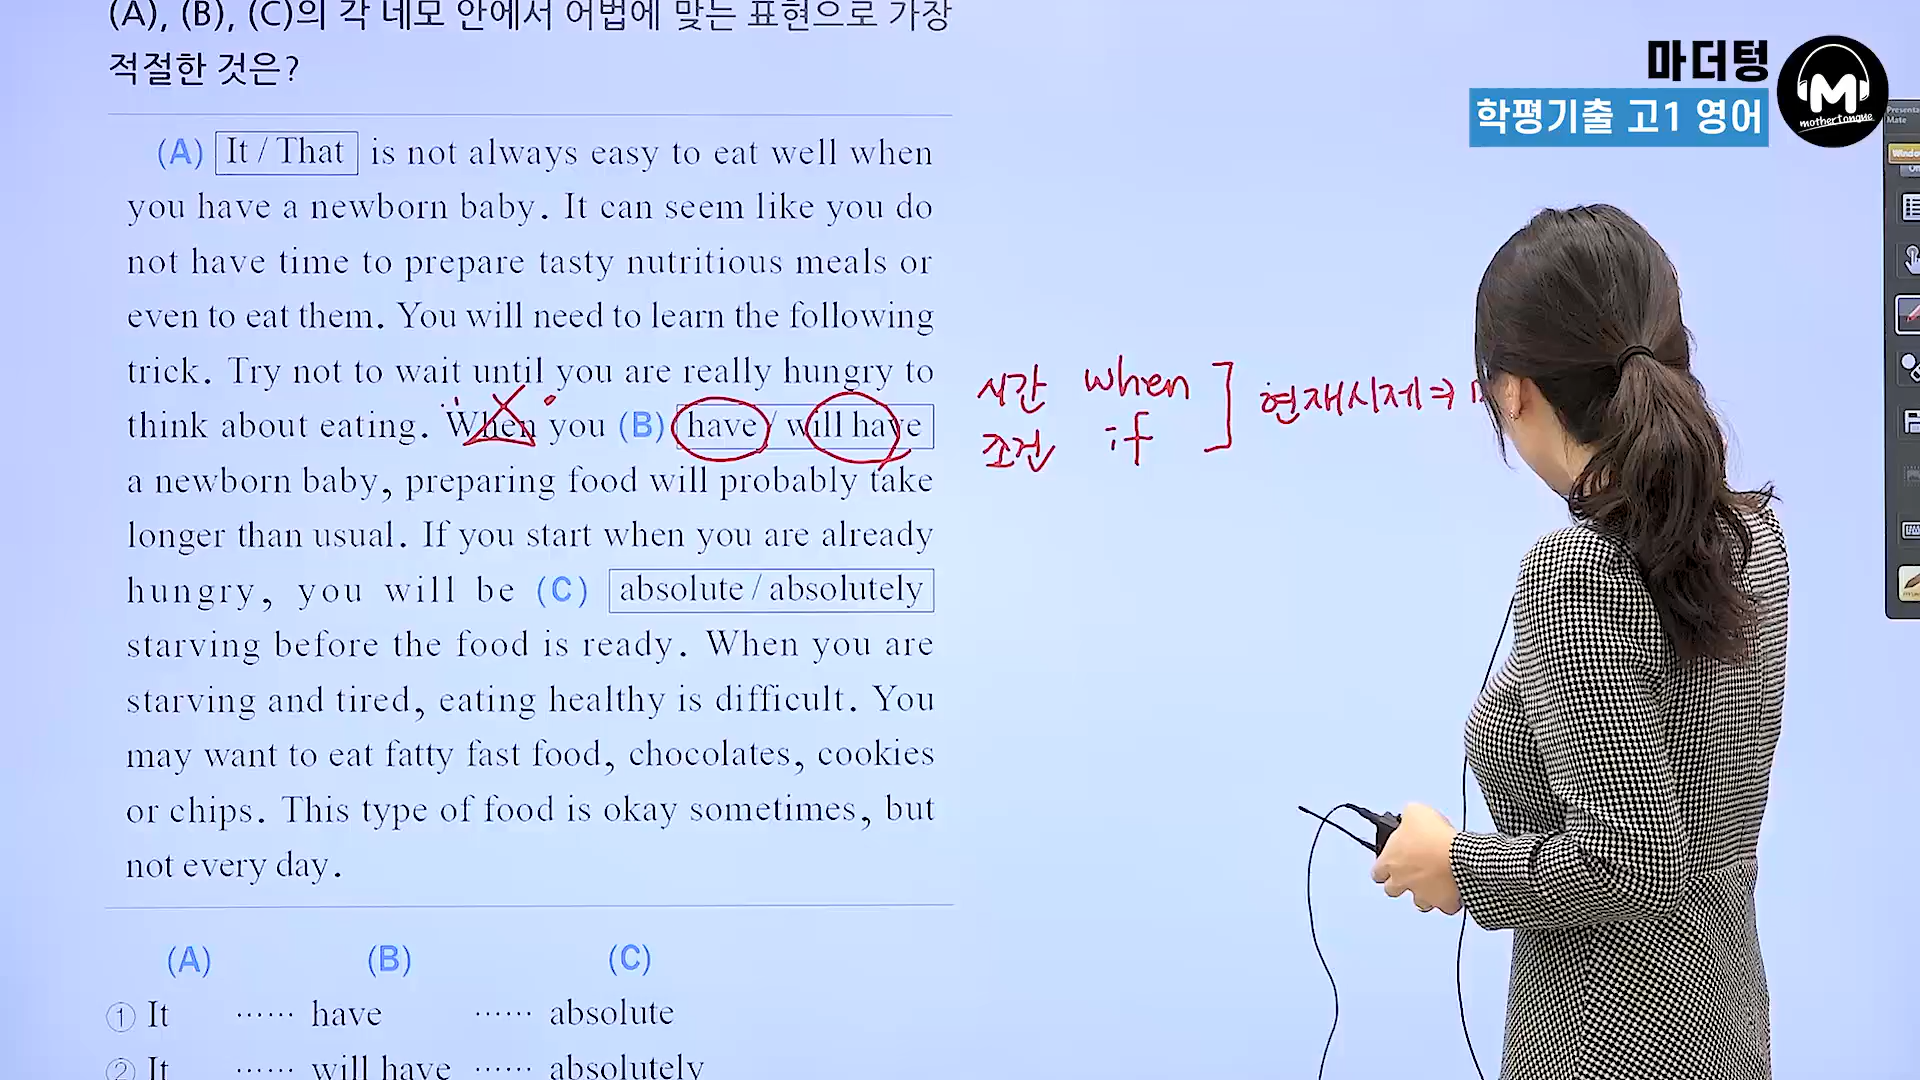 (A), (B), (C)의 각 네모 안에서 어법에 맞는 표현으로 가장
적절한 것은?
(A) It / That is not always easy to eat well when
you have a newborn baby. It can seem like you do
not have time to prepare tasty nutritious meals or
even to eat them. You will need to learn the following
trick. Try not to wait until you are really hungry to
think about eating. When you (B) have / will have
a newborn baby, preparing food will probably take
longer than usual. If you start when you are already
hungry, you will be (C) absolute / absolutely
starving before the food is ready. When you are
starving and tired, eating healthy is difficult. You
may want to eat fatty fast food, chocolates, cookies
or chips. This type of food is okay sometimes, but
not every day.
(A) (B) (C)
① It ...... have ...... absolute
② It ...... will have ...... absolutely
시간 when
조건 if
현재시제⇒
마더텅
학평기출 고1 영어
M
mothertongue